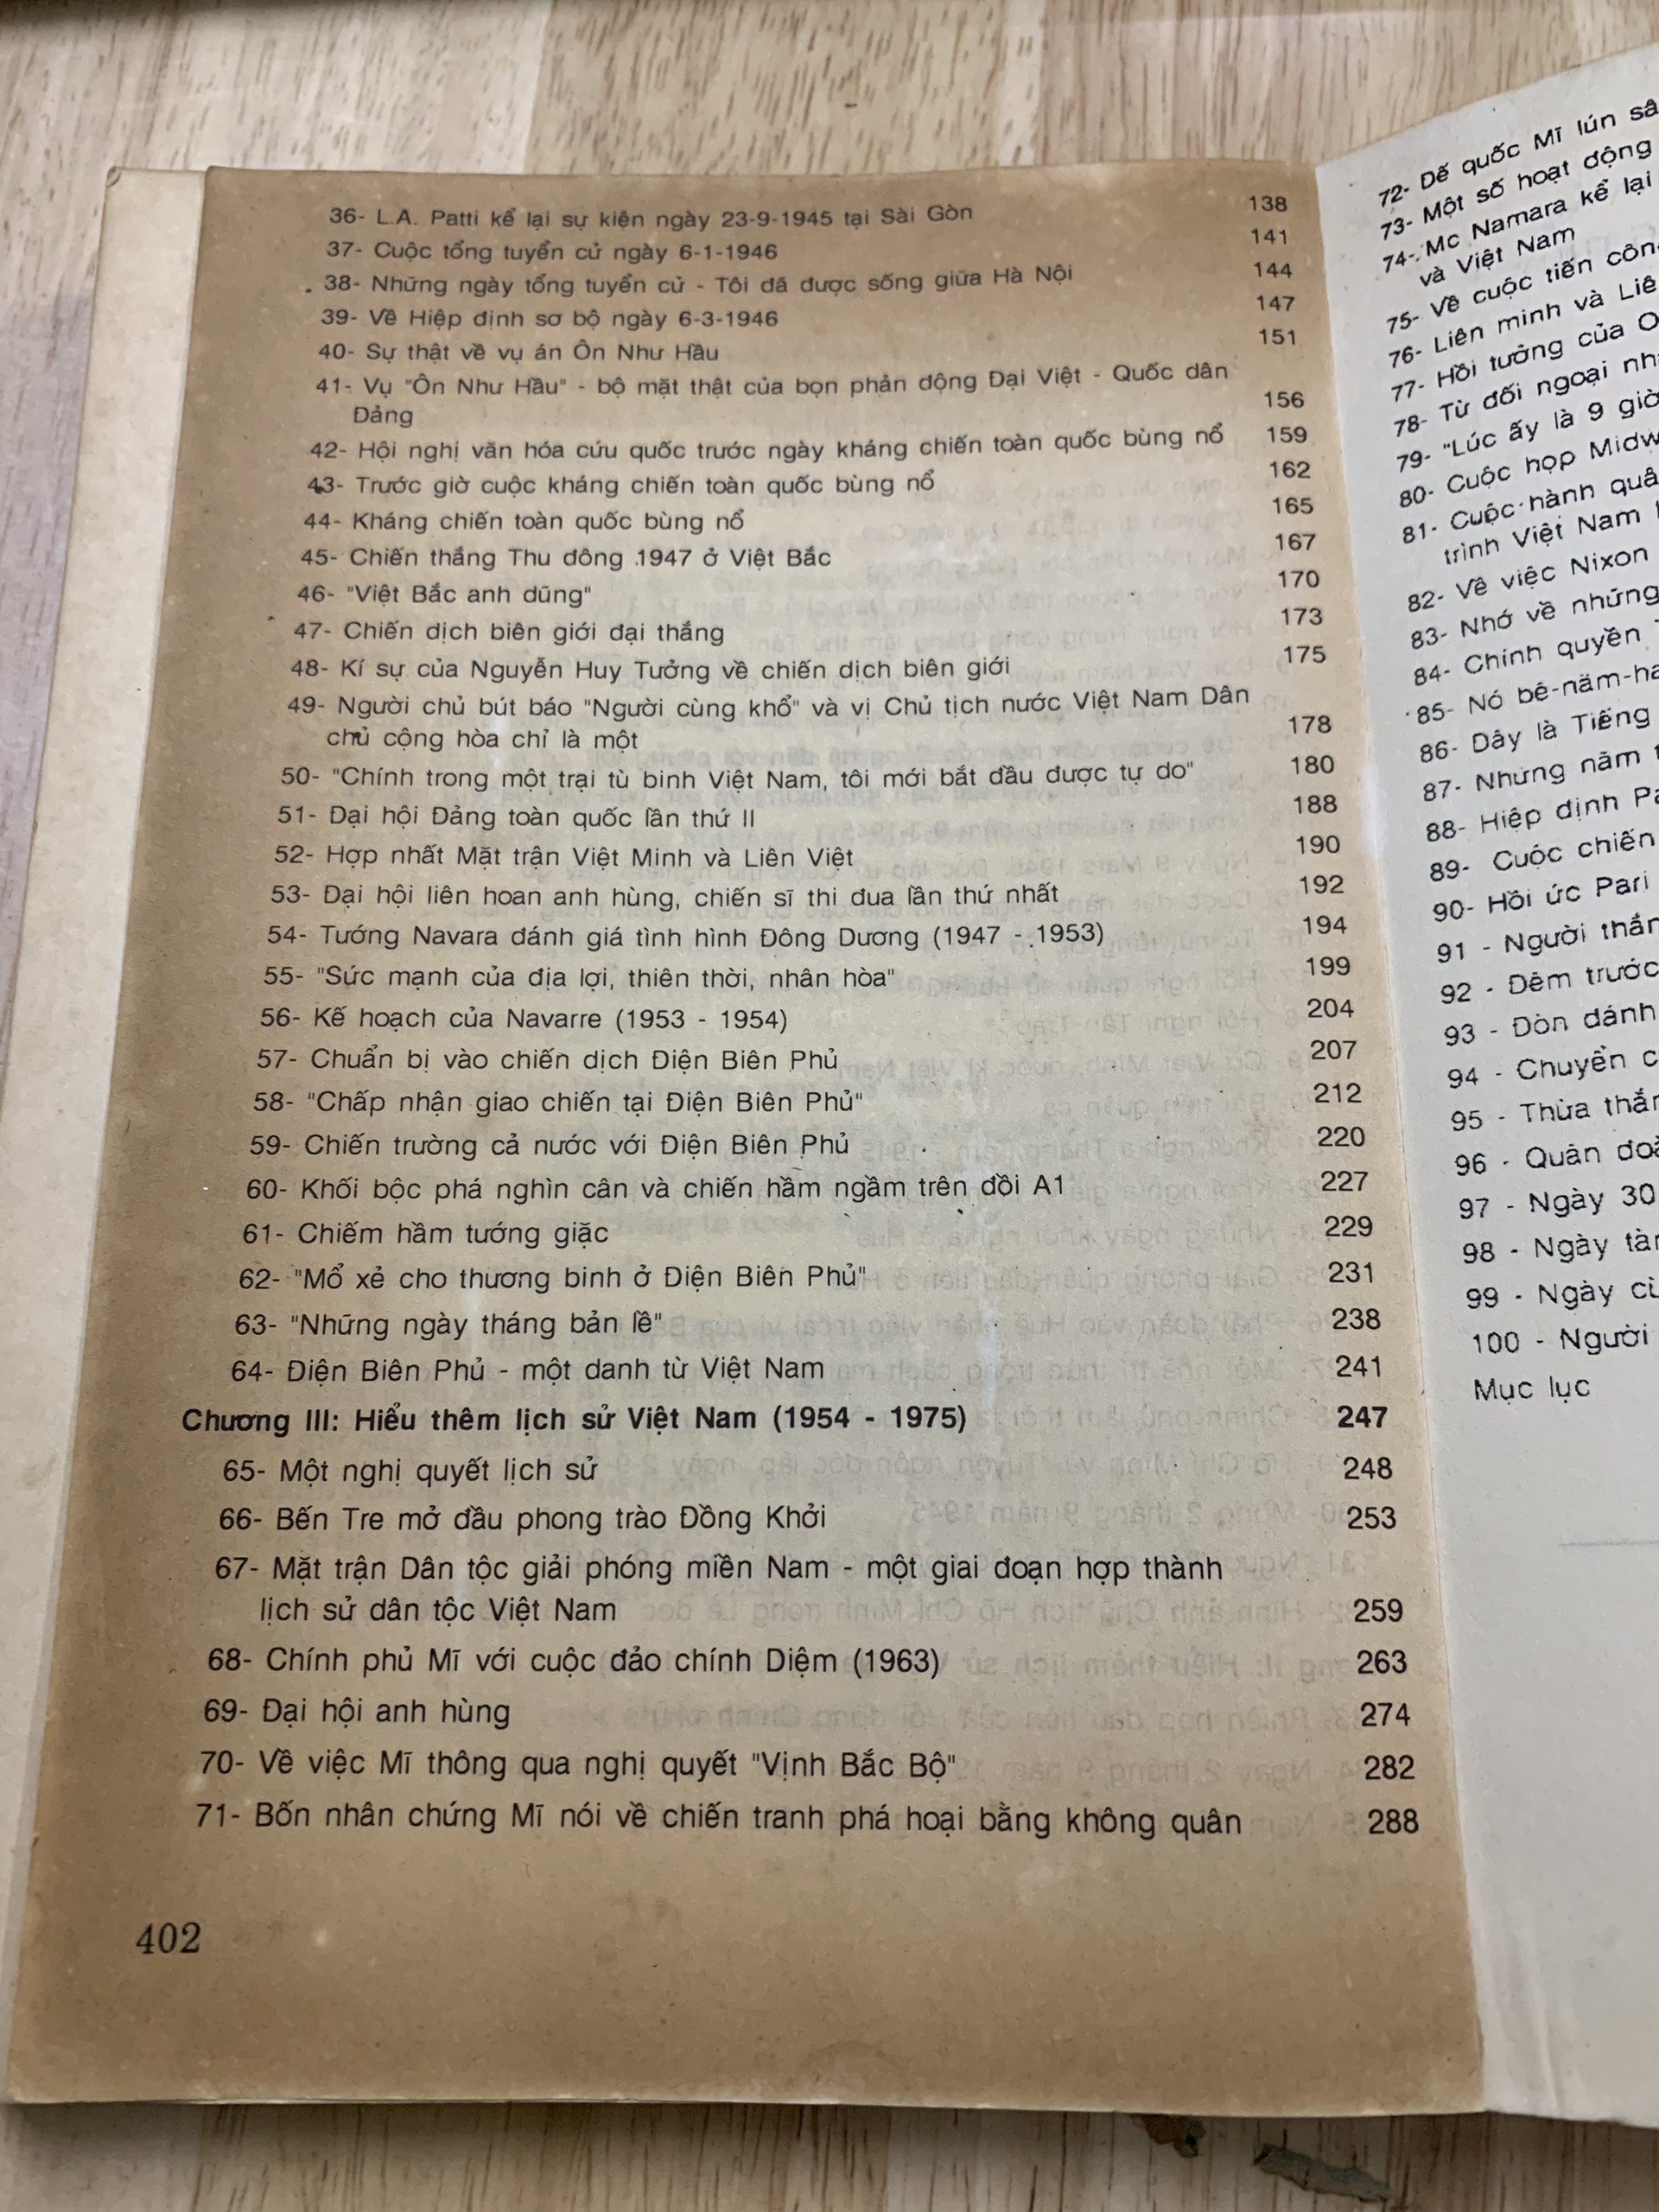 36- L.A. Patti kể lại sự kiện ngày 23-9-1945 tại Sài Gòn 138
37- Cuộc tổng tuyển cử ngày 6-1-1946 141
38- Những ngày tổng tuyển cử - Tôi đã được sống giữa Hà Nội 144
39- Về Hiệp định sơ bộ ngày 6-3-1946 147
40- Sự thật về vụ án Ôn Như Hầu 151
41- Vụ "Ôn Như Hầu" - bộ mặt thật của bọn phản động Đại Việt - Quốc dân
Đảng 156
42- Hội nghị văn hóa cứu quốc trước ngày kháng chiến toàn quốc bùng nổ 159
43- Trước giờ cuộc kháng chiến toàn quốc bùng nổ 162
44- Kháng chiến toàn quốc bùng nổ 165
45- Chiến thắng Thu đông 1947 ở Việt Bắc 167
46- "Việt Bắc anh dũng" 170
47- Chiến dịch biên giới đại thắng 173
48- Kí sự của Nguyễn Huy Tưởng về chiến dịch biên giới 175
49- Người chủ bút báo "Người cùng khổ" và vị Chủ tịch nước Việt Nam Dân
chủ cộng hòa chỉ là một 178
50- "Chính trong một trại tù binh Việt Nam, tôi mới bắt đầu được tự do" 180
51- Đại hội Đảng toàn quốc lần thứ II 188
52- Hợp nhất Mặt trận Việt Minh và Liên Việt 190
53- Đại hội liên hoan anh hùng, chiến sĩ thi đua lần thứ nhất 192
54- Tướng Navara đánh giá tình hình Đông Dương (1947 - 1953) 194
55- "Sức mạnh của địa lợi, thiên thời, nhân hòa" 199
56- Kế hoạch của Navarre (1953 - 1954) 204
57- Chuẩn bị vào chiến dịch Điện Biên Phủ 207
58- "Chấp nhận giao chiến tại Điện Biên Phủ" 212
59- Chiến trường cả nước với Điện Biên Phủ 220
60- Khối bộc phá nghìn cân và chiến hầm ngầm trên đồi A1 227
61- Chiếm hầm tướng giặc 229
62- "Mổ xẻ cho thương binh ở Điện Biên Phủ" 231
63- "Những ngày tháng bản lề" 238
64- Điện Biên Phủ - một danh từ Việt Nam 241
Chương III: Hiểu thêm lịch sử Việt Nam (1954 - 1975) 247
65- Một nghị quyết lịch sử 248
66- Bến Tre mở đầu phong trào Đồng Khởi 253
67- Mặt trận Dân tộc giải phóng miền Nam - một giai đoạn hợp thành
lịch sử dân tộc Việt Nam 259
68- Chính phủ Mĩ với cuộc đảo chính Diệm (1963) 263
69- Đại hội anh hùng 274
70- Về việc Mĩ thông qua nghị quyết "Vịnh Bắc Bộ" 282
71- Bốn nhân chứng Mĩ nói về chiến tranh phá hoại bằng không quân 288
402
72- Đế quốc Mĩ lún
73- Một số hoạt động
74- Mc Namara kể lại
và Việt Nam
75- Về cuộc tiến
76- Liên minh và
77- Hồi tưởng của
78- Từ đối ngoại
79- "Lúc ấy là 9 giờ
80- Cuộc họp
81- Cuộc hành
trình Việt Nam
82- Về việc Nixon
83- Nhớ về những
84- Chính quyền
85- Nó bê-năm-
86- Đây là Tiếng
87- Những năm
88- Hiệp định
89- Cuộc chiến
90- Hồi ức Pari
91 - Người
92 - Đêm trước
93 - Đòn đánh
94 - Chuyển
95 - Thừa
96 - Quân
97 - Ngày 30
98 - Ngày
99 - Ngày
100 - Người
Mục lục